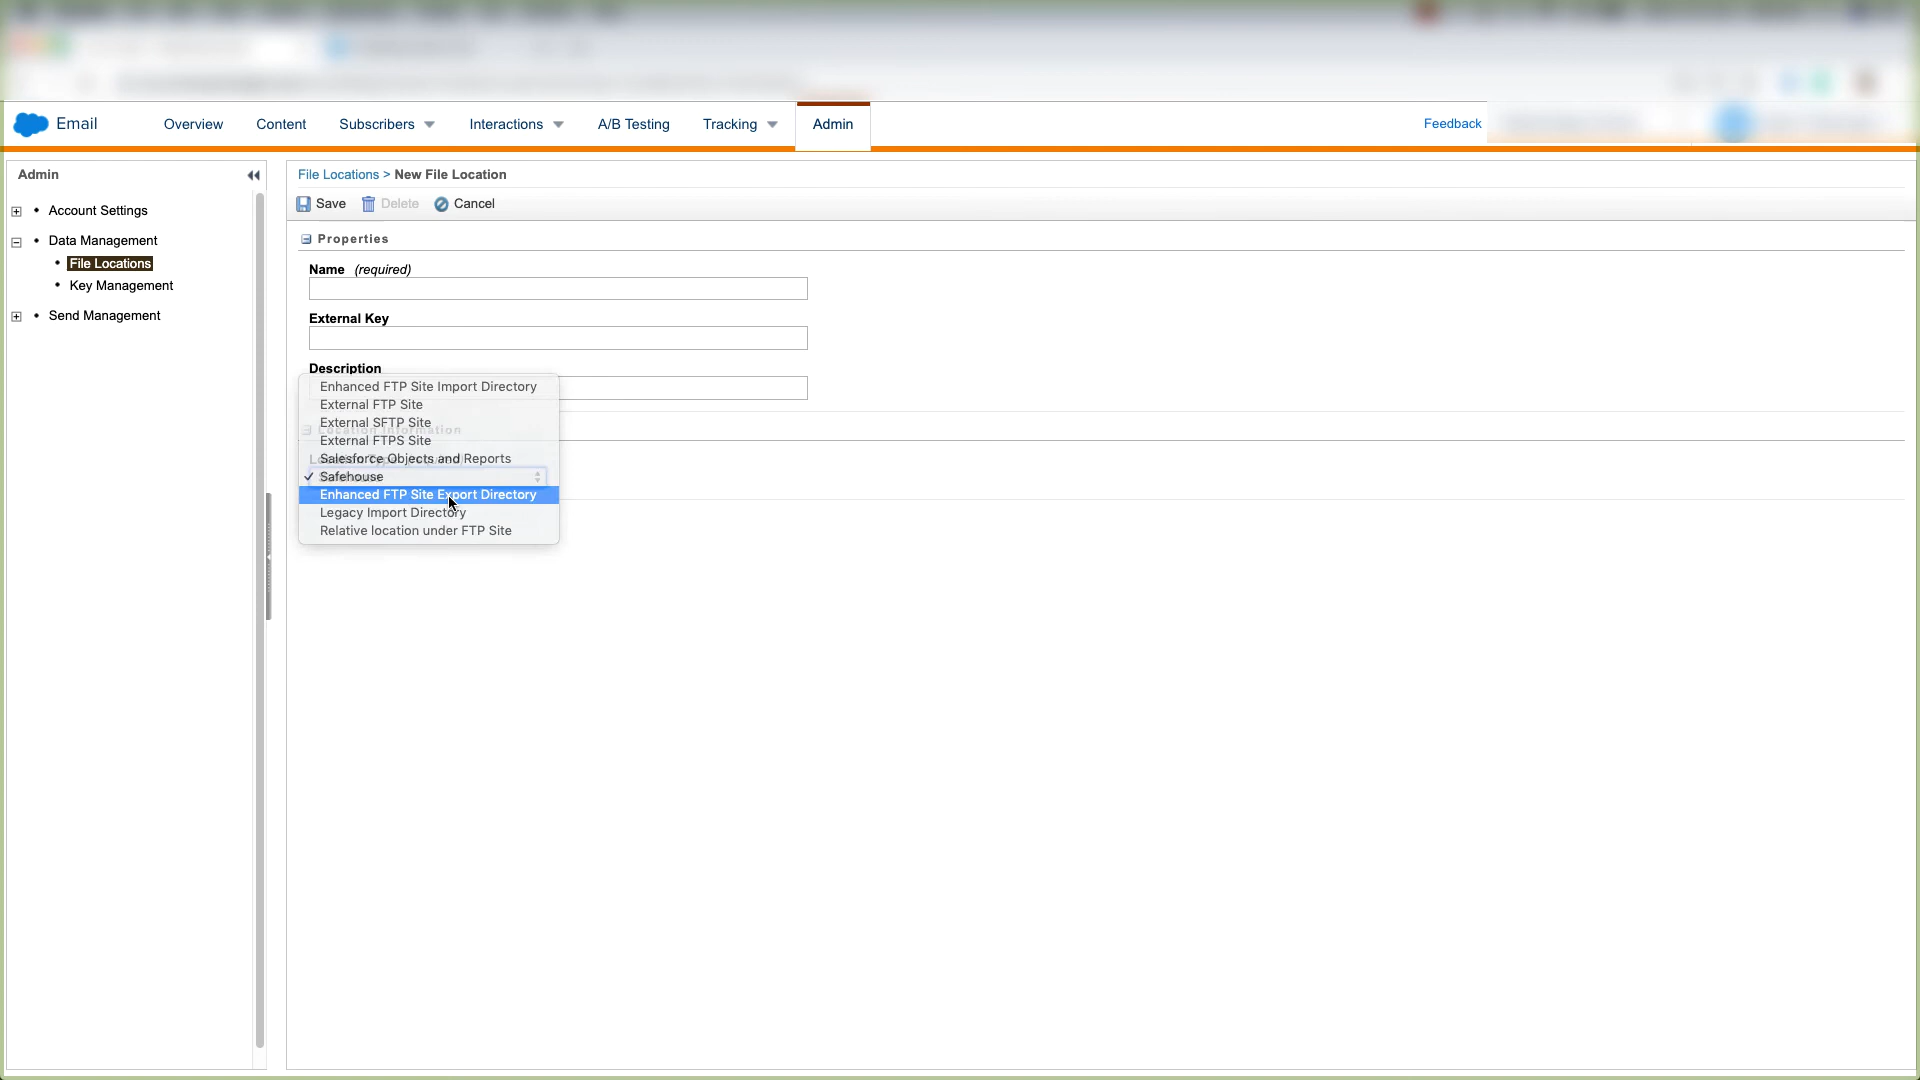 Email
Overview
Content
Subscribers
Interactions
A/B Testing
Tracking
Admin
Feedback
Admin
Account Settings
Data Management
File Locations
Key Management
Send Management
File Locations > New File Location
Save Delete Cancel
Properties
Name (required)
External Key
Description
Enhanced FTP Site Import Directory
External FTP Site
External SFTP Site
Location Information
External FTPS Site
Salesforce Objects and Reports
✓ Safehouse
Enhanced FTP Site Export Directory
Legacy Import Directory
Relative location under FTP Site